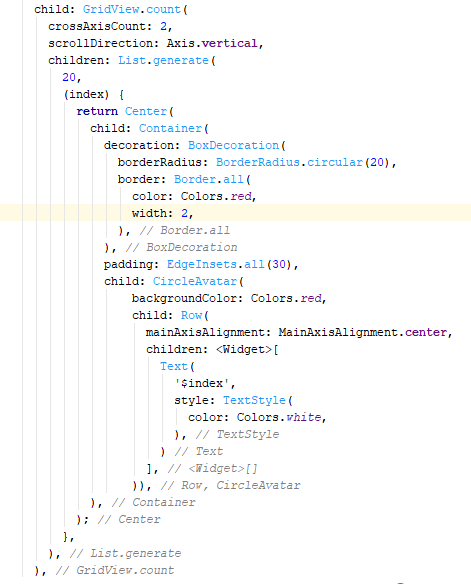 child: GridView.count(
crossAxisCount: 2,
scrollDirection: Axis.vertical,
children: List.generate(
20,
(index) {
return Center(
child: Container(
decoration: BoxDecoration(
borderRadius: BorderRadius.circular(20),
border: Border.all(
color: Colors.red,
width: 2,
), // Border.all
), // BoxDecoration
padding: EdgeInsets.all(30),
child: CircleAvatar(
backgroundColor: Colors.red,
child: Row(
mainAxisAlignment: MainAxisAlignment.center,
children: <Widget>[
Text(
'$index',
style: TextStyle(
color: Colors.white,
), // TextStyle
) // Text
], // <Widget>[]
)), // Row, CircleAvatar
), // Container
); // Center
},
), // List.generate
), // GridView.count